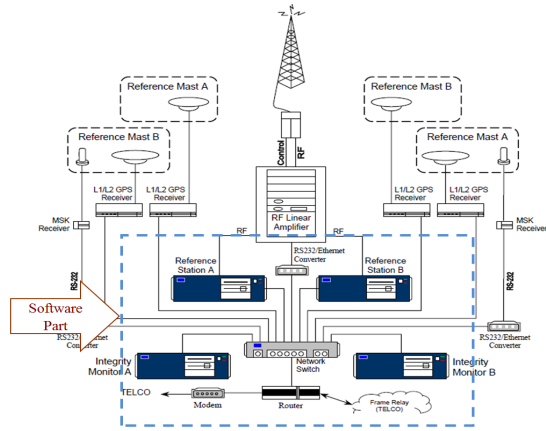 Reference Mast A
Reference Mast B
Reference Mast B
Reference Mast A
Control
RF
L1/L2 GPS
Receiver
L1/L2 GPS
Receiver
L1/L2 GPS
Receiver
L1/L2 GPS
Receiver
MSK
Receiver
MSK
Receiver
RF Linear
Amplifier
RF
RF
RS232/Ethernet
Converter
Reference
Station A
Reference
Station B
RS-232
RS-232
Software
Part
RS232/
Converter
RS232/Ethernet
Converter
Network
Switch
Integrity
Monitor A
Integrity
Monitor B
TELCO
Modem
Router
Frame Relay
(TELCO)